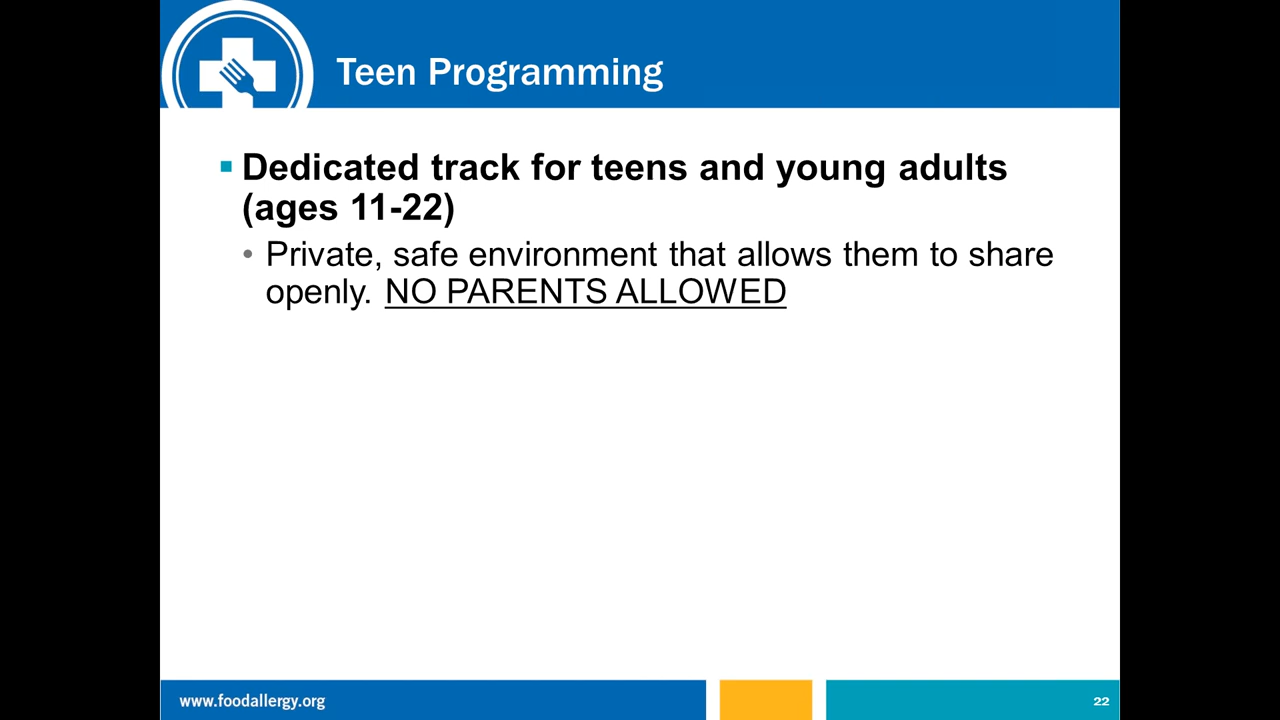 Teen Programming
▪ Dedicated track for teens and young adults
(ages 11-22)
• Private, safe environment that allows them to share
openly. NO PARENTS ALLOWED
www.foodallergy.org
22